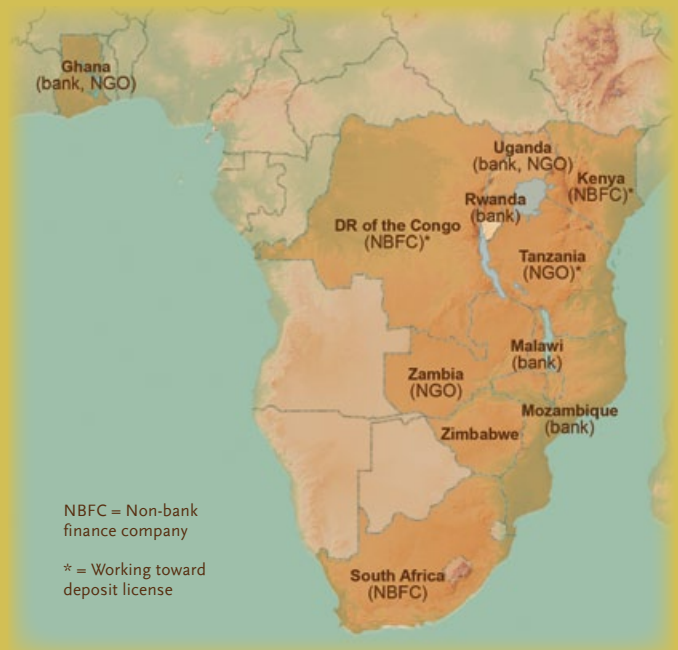 Ghana
(bank, NGO)
Uganda
(bank, NGO)
Kenya
(NBFC)*
Rwanda
(bank)
DR of the Congo
(NBFC)*
Tanzania
(NGO)*
Malawi
(bank)
Zambia
(NGO)
Mozambique
(bank)
Zimbabwe
NBFC = Non-bank
finance company
* = Working toward
deposit license
South Africa
(NBFC)